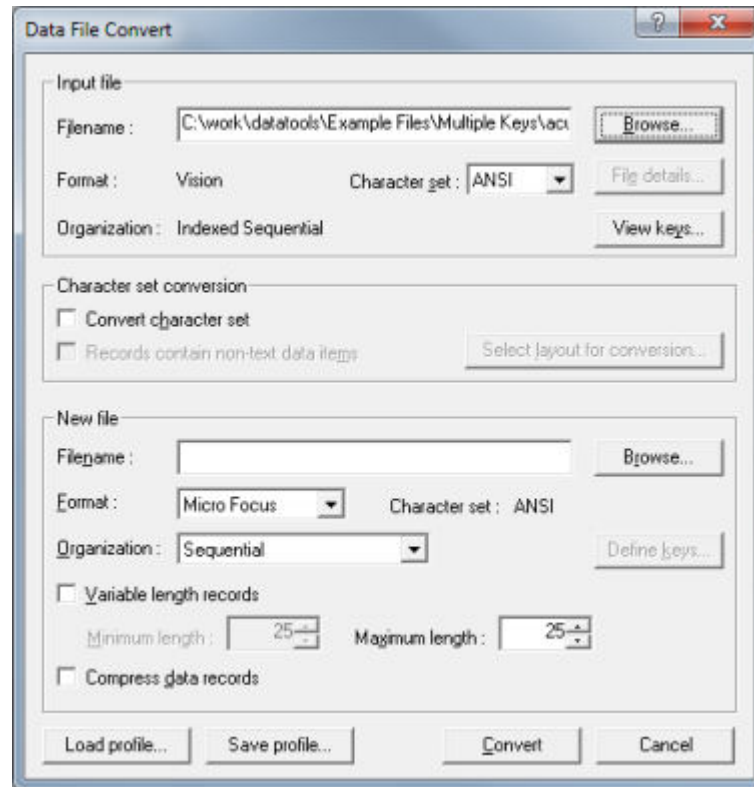 Data File Convert
Input file
Filename : C:\work\datatools\Example Files\Multiple Keys\acu Browse...
Format : Vision Character set : ANSI File details...
Organization : Indexed Sequential View keys...
Character set conversion
Convert character set
Records contain non-text data items Select layout for conversion...
New file
Filename : Browse...
Format : Micro Focus Character set : ANSI
Organization : Sequential Define keys...
Variable length records
Minimum length : 25 Maximum length : 25
Compress data records
Load profile... Save profile... Convert Cancel